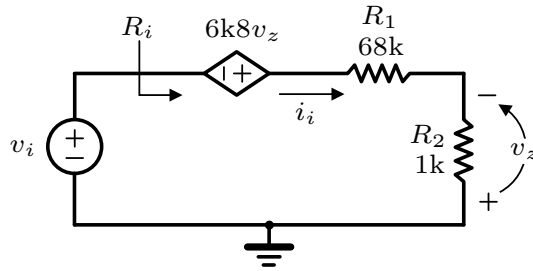 R_i
6k8v_z
R_1
68k
− +
i_i
−
v_i
+
−
R_2
1k
v_z
+